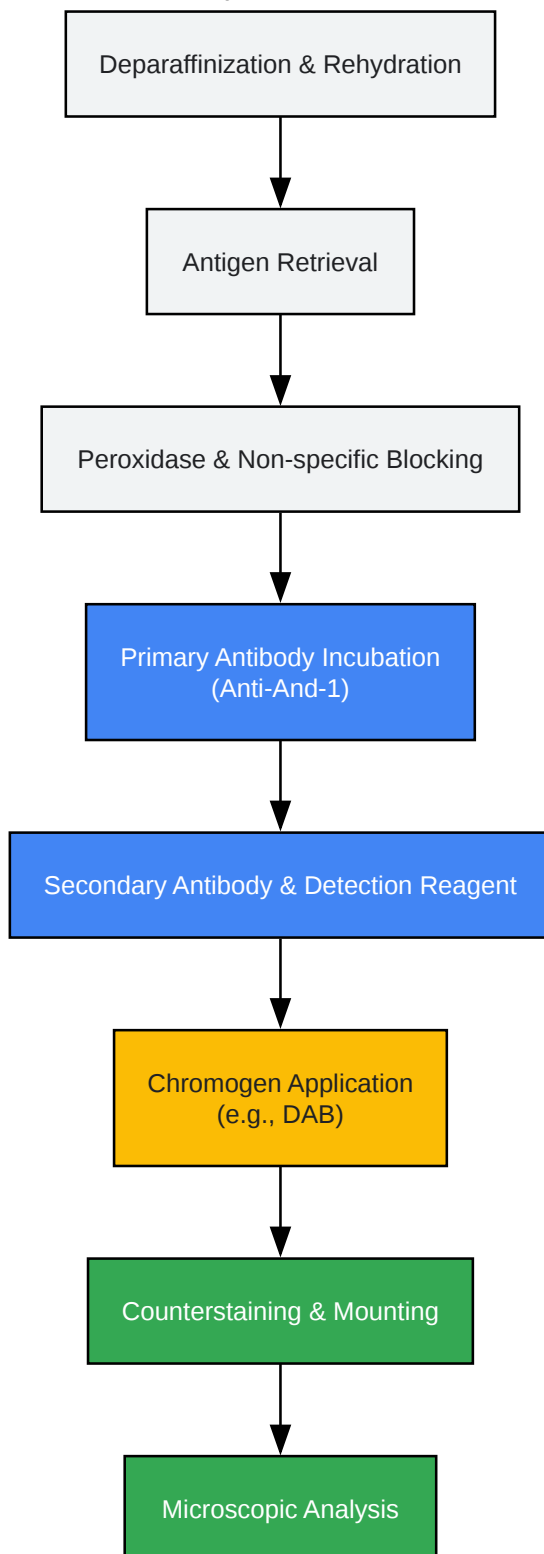 Deparaffinization & Rehydration
Antigen Retrieval
Peroxidase & Non-specific Blocking
Primary Antibody Incubation
(Anti-And-1)
Secondary Antibody & Detection Reagent
Chromogen Application
(e.g., DAB)
Counterstaining & Mounting
Microscopic Analysis